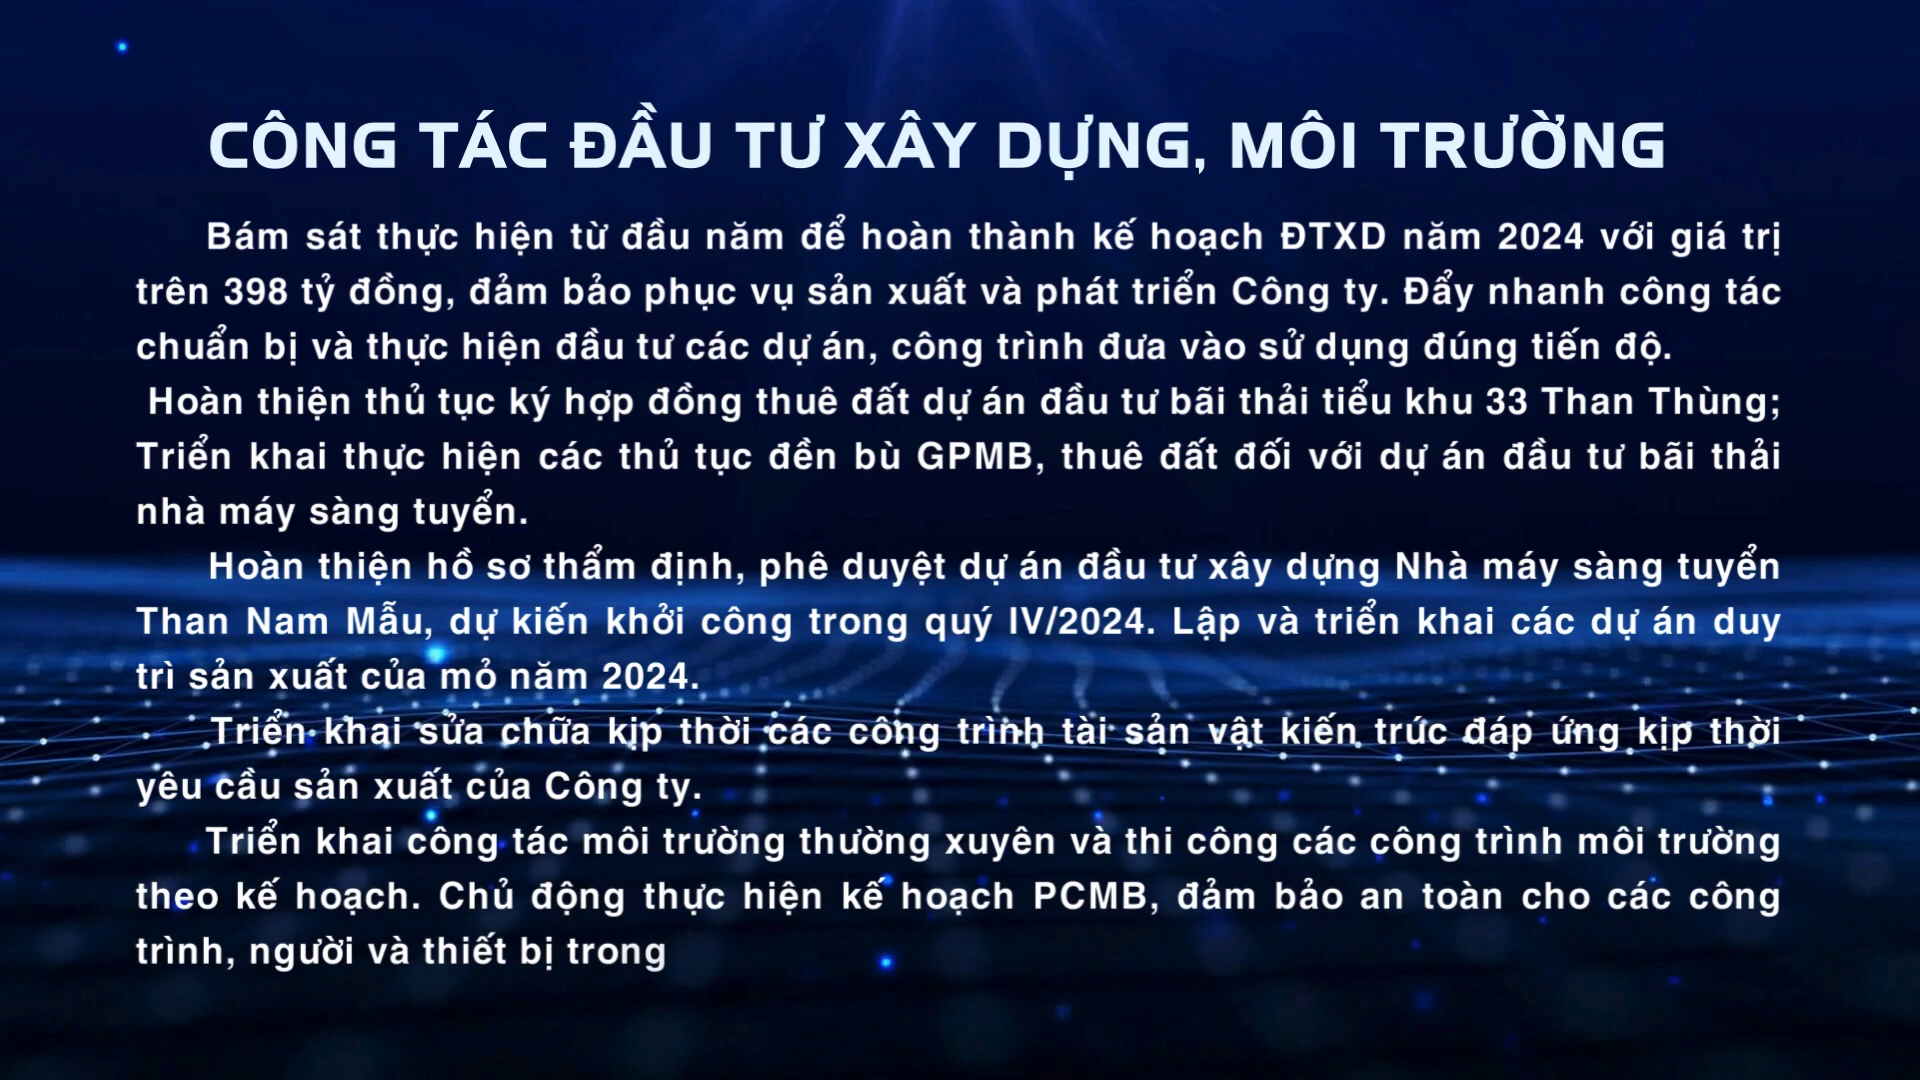 CÔNG TÁC ĐẦU TƯ XÂY DỰNG, MÔI TRƯỜNG
Bám sát thực hiện từ đầu năm để hoàn thành kế hoạch ĐTXD năm 2024 với giá trị
trên 398 tỷ đồng, đảm bảo phục vụ sản xuất và phát triển Công ty. Đẩy nhanh công tác
chuẩn bị và thực hiện đầu tư các dự án, công trình đưa vào sử dụng đúng tiến độ.
Hoàn thiện thủ tục ký hợp đồng thuê đất dự án đầu tư bãi thải tiểu khu 33 Than Thùng;
Triển khai thực hiện các thủ tục đền bù GPMB, thuê đất đối với dự án đầu tư bãi thải
nhà máy sàng tuyển.
Hoàn thiện hồ sơ thẩm định, phê duyệt dự án đầu tư xây dựng Nhà máy sàng tuyển
Than Nam Mẫu, dự kiến khởi công trong quý IV/2024. Lập và triển khai các dự án duy
trì sản xuất của mỏ năm 2024.
Triển khai sửa chữa kịp thời các công trình tài sản vật kiến trúc đáp ứng kịp thời
yêu cầu sản xuất của Công ty.
Triển khai công tác môi trường thường xuyên và thi công các công trình môi trường
theo kế hoạch. Chủ động thực hiện kế hoạch PCMB, đảm bảo an toàn cho các công
trình, người và thiết bị trong